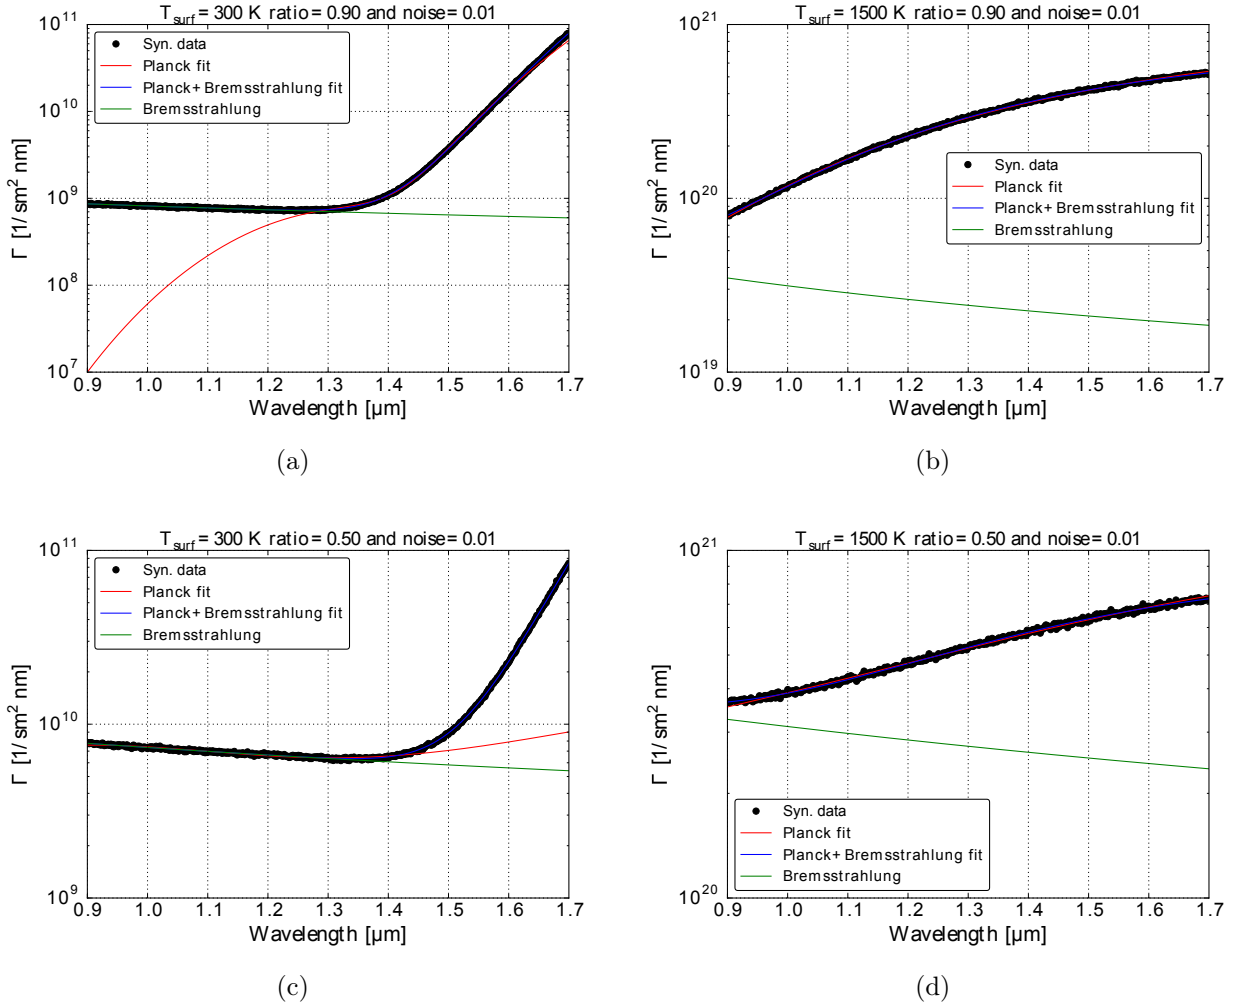 T_surf = 300 K ratio = 0.90 and noise= 0.01
10^11
10^10
10^9
10^8
10^7
Γ [1/ sm² nm]
Syn. data
Planck fit
Planck+ Bremsstrahlung fit
Bremsstrahlung
0.9 1.0 1.1 1.2 1.3 1.4 1.5 1.6 1.7
Wavelength [µm]
(a)
T_surf = 1500 K ratio = 0.90 and noise= 0.01
10^21
10^20
10^19
Γ [1/ sm² nm]
Syn. data
Planck fit
Planck+ Bremsstrahlung fit
Bremsstrahlung
0.9 1.0 1.1 1.2 1.3 1.4 1.5 1.6 1.7
Wavelength [µm]
(b)
T_surf = 300 K ratio = 0.50 and noise= 0.01
10^11
10^10
10^9
Γ [1/ sm² nm]
Syn. data
Planck fit
Planck+ Bremsstrahlung fit
Bremsstrahlung
0.9 1.0 1.1 1.2 1.3 1.4 1.5 1.6 1.7
Wavelength [µm]
(c)
T_surf = 1500 K ratio = 0.50 and noise= 0.01
10^21
10^20
Γ [1/ sm² nm]
Syn. data
Planck fit
Planck+ Bremsstrahlung fit
Bremsstrahlung
0.9 1.0 1.1 1.2 1.3 1.4 1.5 1.6 1.7
Wavelength [µm]
(d)